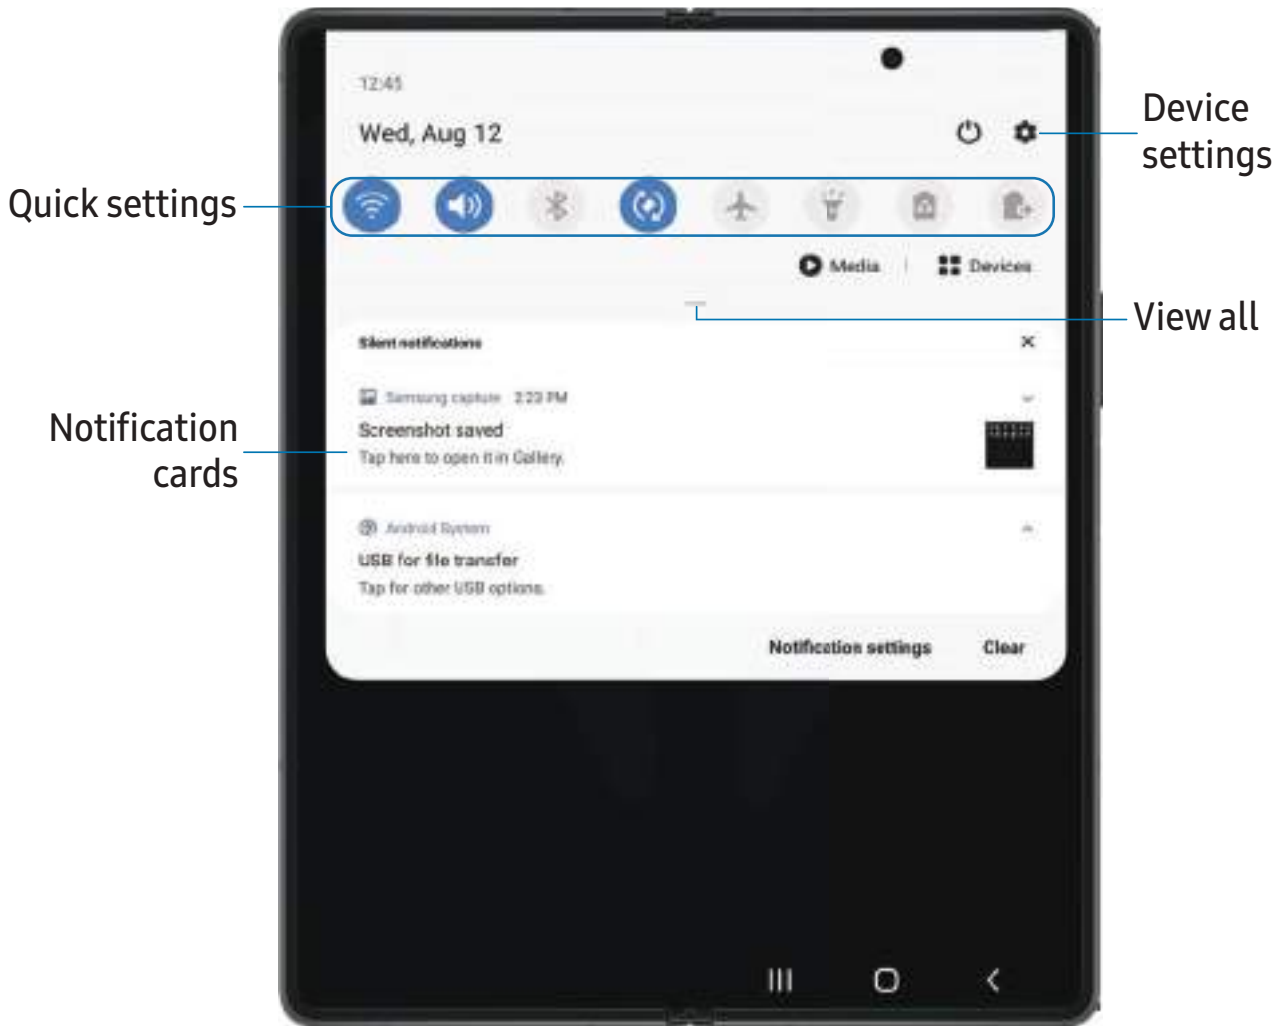 12:45
Wed, Aug 12
Device
settings
Quick settings
Media
Devices
View all
Silent notifications
Samsung capture 2:23 PM
Screenshot saved
Tap here to open it in Gallery.
Notification
cards
Android System
USB for file transfer
Tap for other USB options.
Notification settings Clear